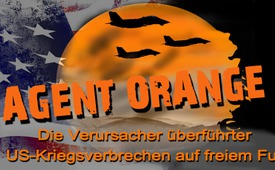 AGENT ORANGE
Die Verursacher überführter
US-Kriegsverbrechen auf freiem Fu